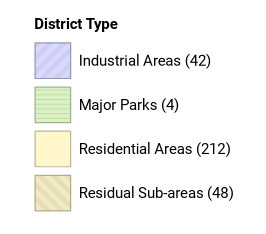 District Type
Industrial Areas (42)
Major Parks (4)
Residential Areas (212)
Residual Sub-areas (48)